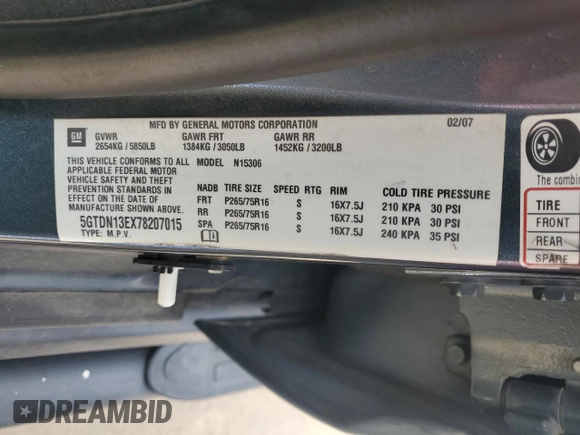 MFD BY GENERAL MOTORS CORPORATION 02/07
GM
GVWR GAWR FRT GAWR RR
2654KG / 5850LB 1384KG / 3050LB 1452KG / 3200LB
THIS VEHICLE CONFORMS TO ALL MODEL N15306
APPLICABLE FEDERAL MOTOR
VEHICLE SAFETY AND THEFT
PREVENTION STANDARDS IN
EFFECT ON THE DATE OF
MANUFACTURE SHOWN ABOVE.
5GTDN13EX78207015
TYPE: M.P.V.
NADB TIRE SIZE SPEED RTG RIM COLD TIRE PRESSURE
FRT P265/75R16 S 16X7.5J 210 KPA 30 PSI
RR P265/75R16 S 16X7.5J 210 KPA 30 PSI
SPA P265/75R16 S 16X7.5J 240 KPA 35 PSI
The combin
TIRE
FRONT
REAR
SPARE
DREAMBID